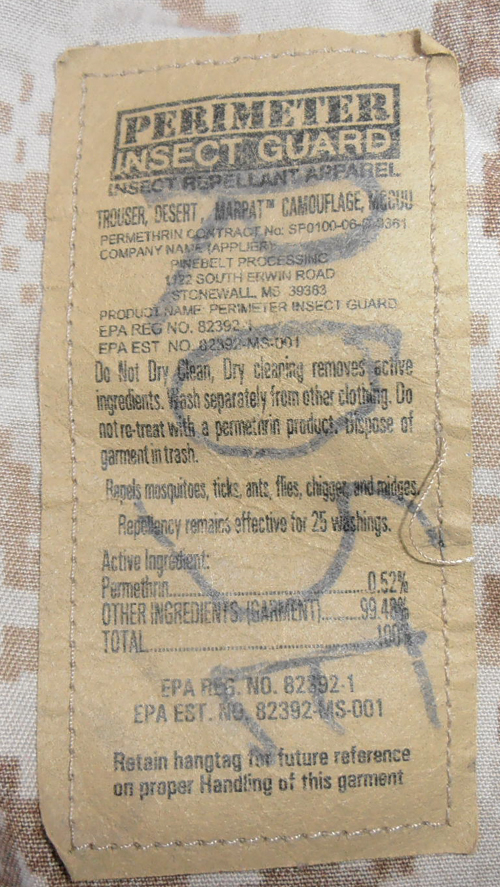 PERIMETER
INSECT GUARD
INSECT REPELLANT APPAREL
TROUSER, DESERT, MARPAT™ CAMOUFLAGE, MCCUU
PERMETHRIN CONTRACT No: SF0100-06-
COMPANY NAME (APPLIER)
PINEBELT PROCESSING
1122 SOUTH ERWIN ROAD
STONEWALL, MS 39363
PRODUCT NAME: PERIMETER INSECT GUARD
EPA REG NO. 82392-1
EPA EST NO. 82392-MS-001
Do Not Dry Clean, Dry cleaning removes active
ingredients. Wash separately from other clothing. Do
not re-treat with a permethrin product. Dispose of
garment in trash.
Repels mosquitoes, ticks, ants, flies, chigger, and midges.
Repellency remains effective for 25 washings.
Active Ingredient:
Permethrin......................................0.52%
OTHER INGREDIENTS: (GARMENT)..........99.48%
TOTAL..............................................100%
EPA REG. NO. 82392-1
EPA EST. NO. 82392-MS-001
Retain hangtag for future reference
on proper Handling of this garment